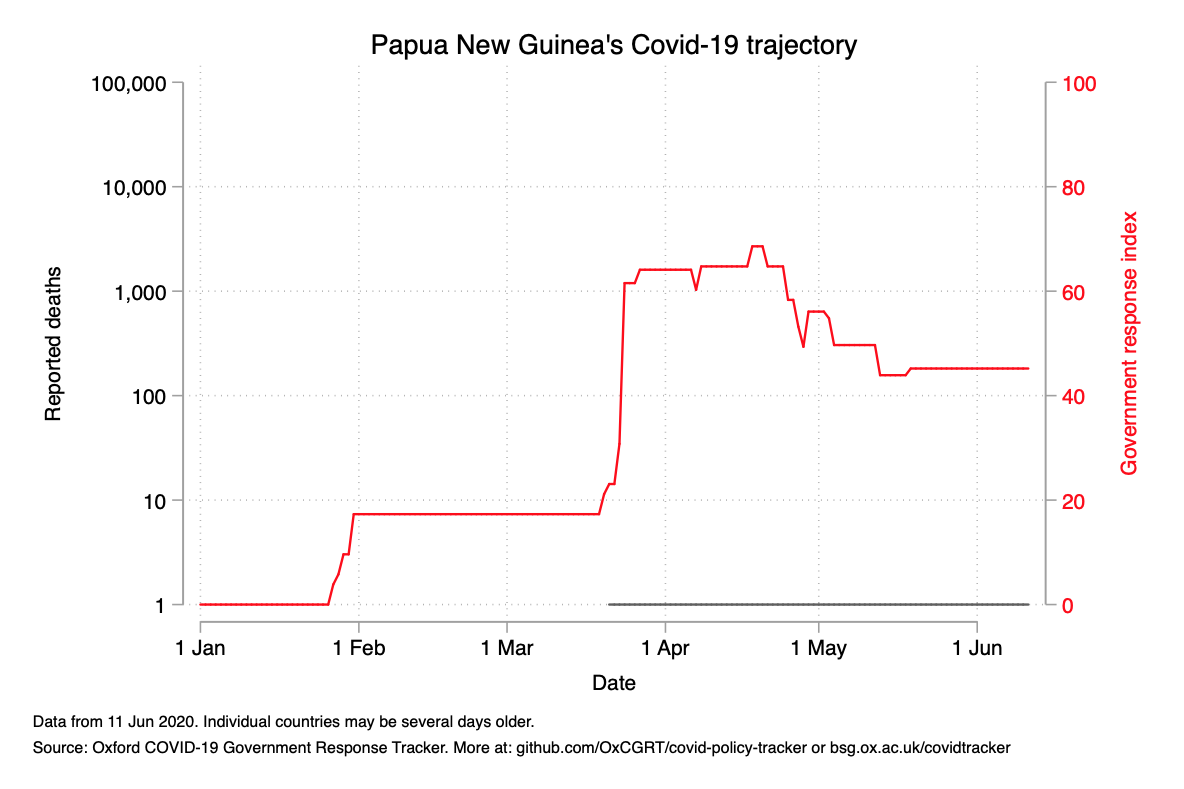 Papua New Guinea's Covid-19 trajectory
100,000
10,000
1,000
100
10
1
Reported deaths
100
80
60
40
20
0
Government response index
1 Jan
1 Feb
1 Mar
1 Apr
1 May
1 Jun
Date
Data from 11 Jun 2020. Individual countries may be several days older.
Source: Oxford COVID-19 Government Response Tracker. More at: github.com/OxCGRT/covid-policy-tracker or bsg.ox.ac.uk/covidtracker